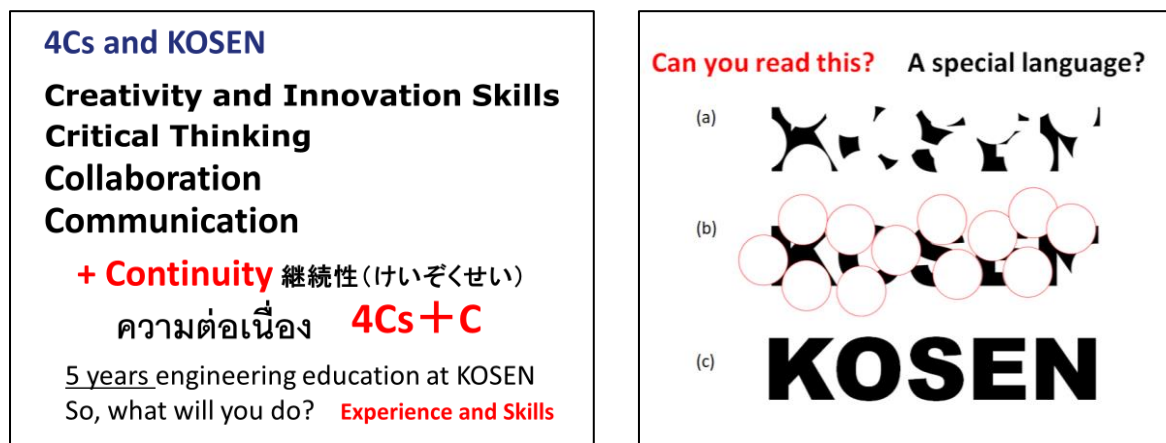 4Cs and KOSEN
Creativity and Innovation Skills
Critical Thinking
Collaboration
Communication
+ Continuity 継続性(けいぞくせい)
ความต่อเนื่อง 4Cs+C
5 years engineering education at KOSEN
So, what will you do? Experience and Skills
Can you read this? A special language?
(a)
(b)
(c) KOSEN